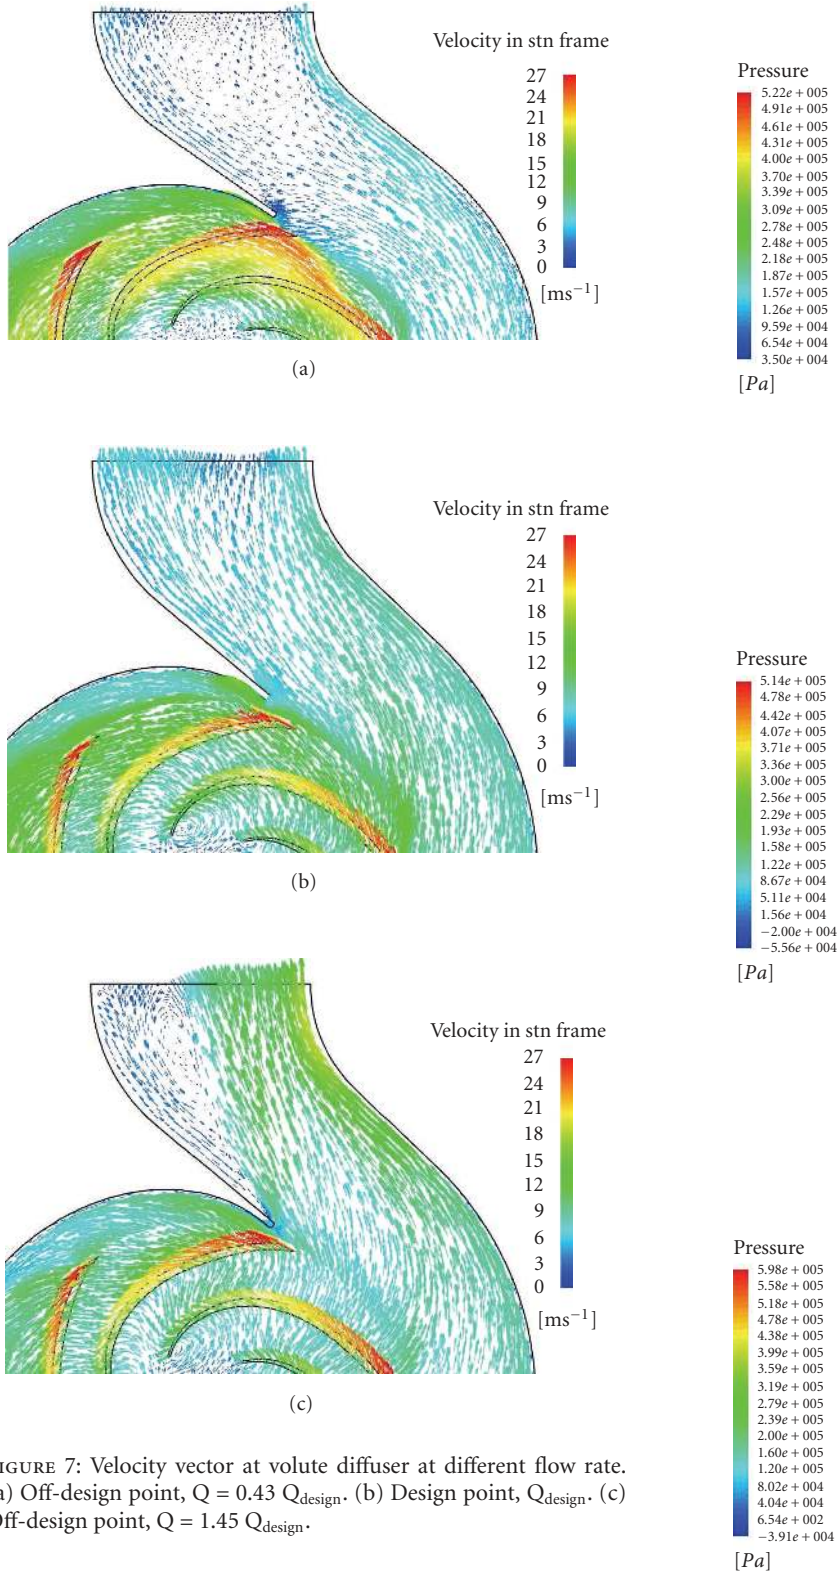 Velocity in stn frame
27
24
21
18
15
12
9
6
3
0
[ms−1]
(a)
Pressure
5.22e + 005
4.91e + 005
4.61e + 005
4.31e + 005
4.00e + 005
3.70e + 005
3.39e + 005
3.09e + 005
2.78e + 005
2.48e + 005
2.18e + 005
1.87e + 005
1.57e + 005
1.26e + 005
9.59e + 004
6.54e + 004
3.50e + 004
[Pa]
Velocity in stn frame
27
24
21
18
15
12
9
6
3
0
[ms−1]
(b)
Pressure
5.14e + 005
4.78e + 005
4.42e + 005
4.07e + 005
3.71e + 005
3.36e + 005
3.00e + 005
2.56e + 005
2.29e + 005
1.93e + 005
1.58e + 005
1.22e + 005
8.67e + 004
5.11e + 004
1.56e + 004
−2.00e + 004
−5.56e + 004
[Pa]
Velocity in stn frame
27
24
21
18
15
12
9
6
3
0
[ms−1]
(c)
Pressure
5.98e + 005
5.58e + 005
5.18e + 005
4.78e + 005
4.38e + 005
3.99e + 005
3.59e + 005
3.19e + 005
2.79e + 005
2.39e + 005
2.00e + 005
1.60e + 005
1.20e + 005
8.02e + 004
4.04e + 004
6.54e + 002
−3.91e + 004
[Pa]
IGURE 7: Velocity vector at volute diffuser at different flow rate.
a) Off-design point, Q = 0.43 Qdesign. (b) Design point, Qdesign. (c)
Off-design point, Q = 1.45 Qdesign.